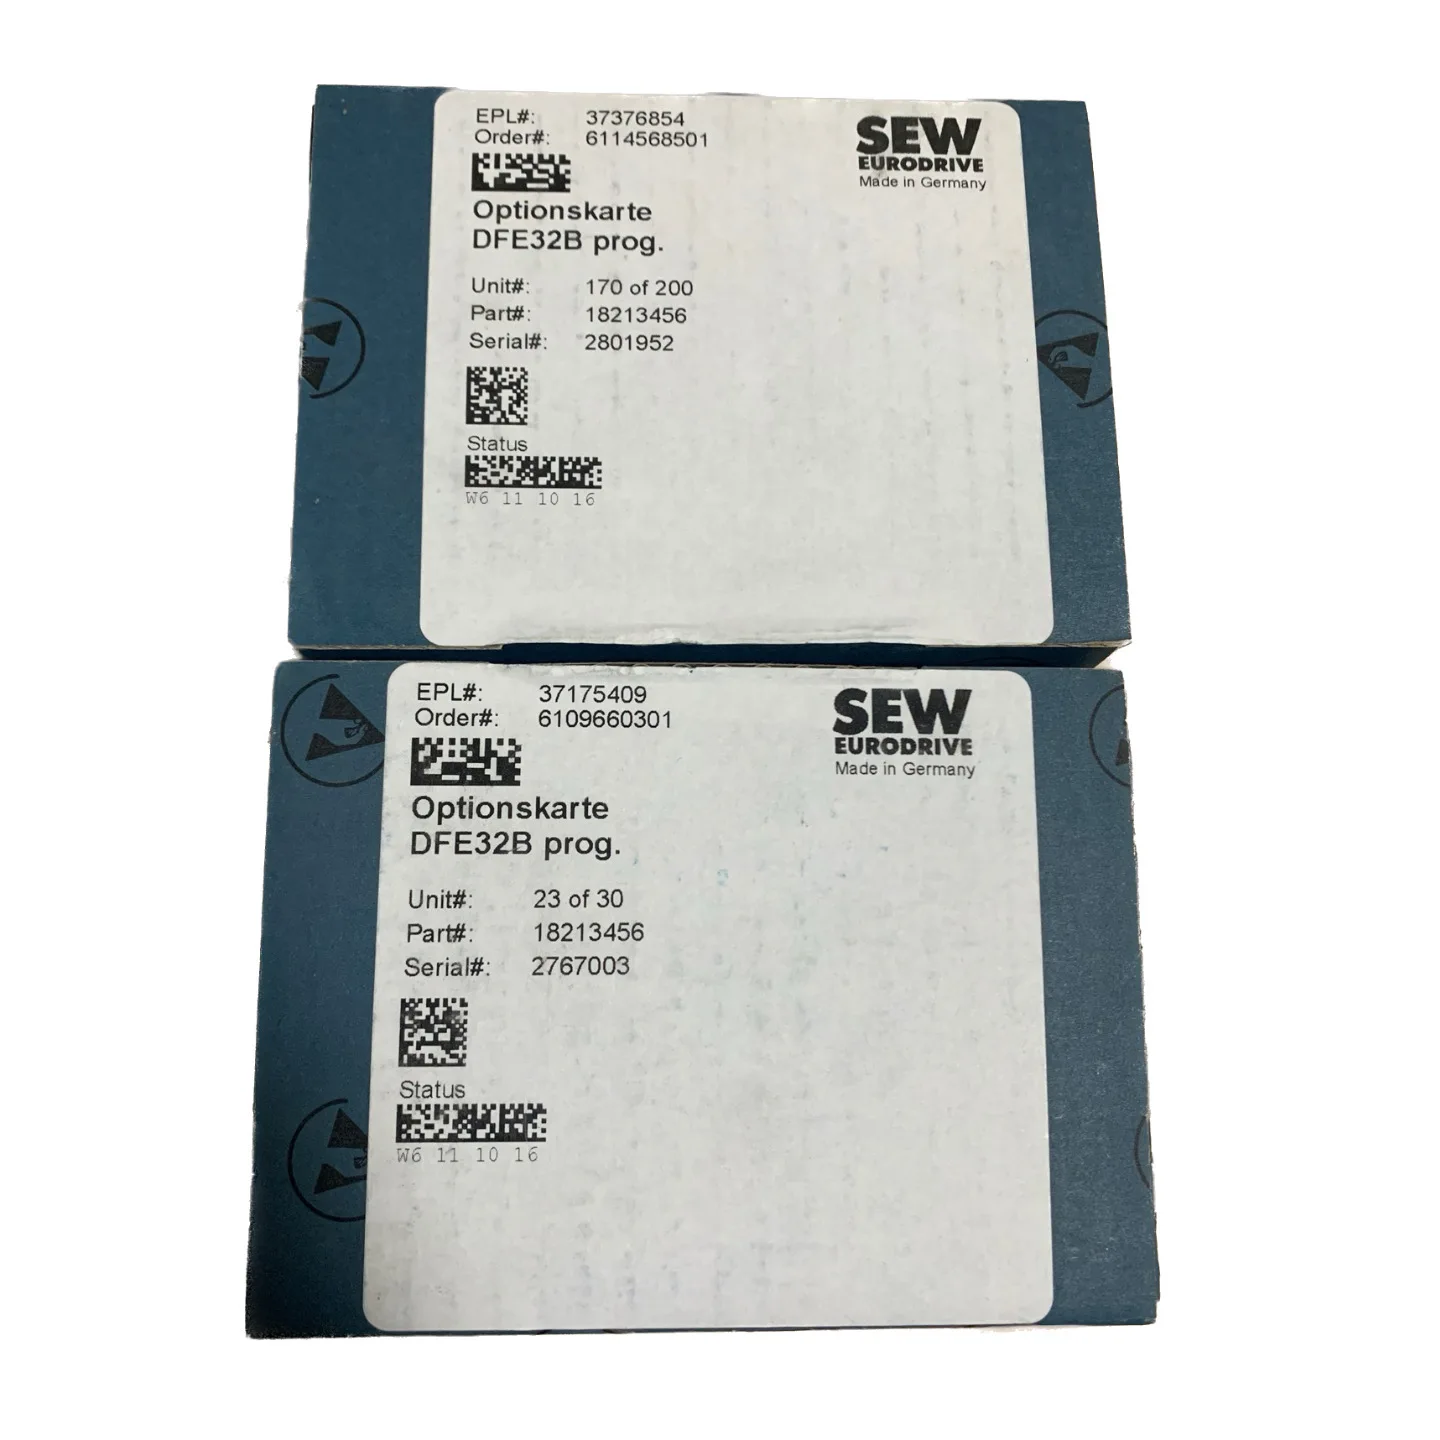 EPL#: 37376854
Order#: 6114568501
SEW
EURODRIVE
Made in Germany
Optionskarte
DFE32B prog.
Unit#: 170 of 200
Part#: 18213456
Serial#: 2801952
Status
W6 11 10 16
EPL#: 37175409
Order#: 6109660301
SEW
EURODRIVE
Made in Germany
Optionskarte
DFE32B prog.
Unit#: 23 of 30
Part#: 18213456
Serial#: 2767003
Status
W6 11 10 16